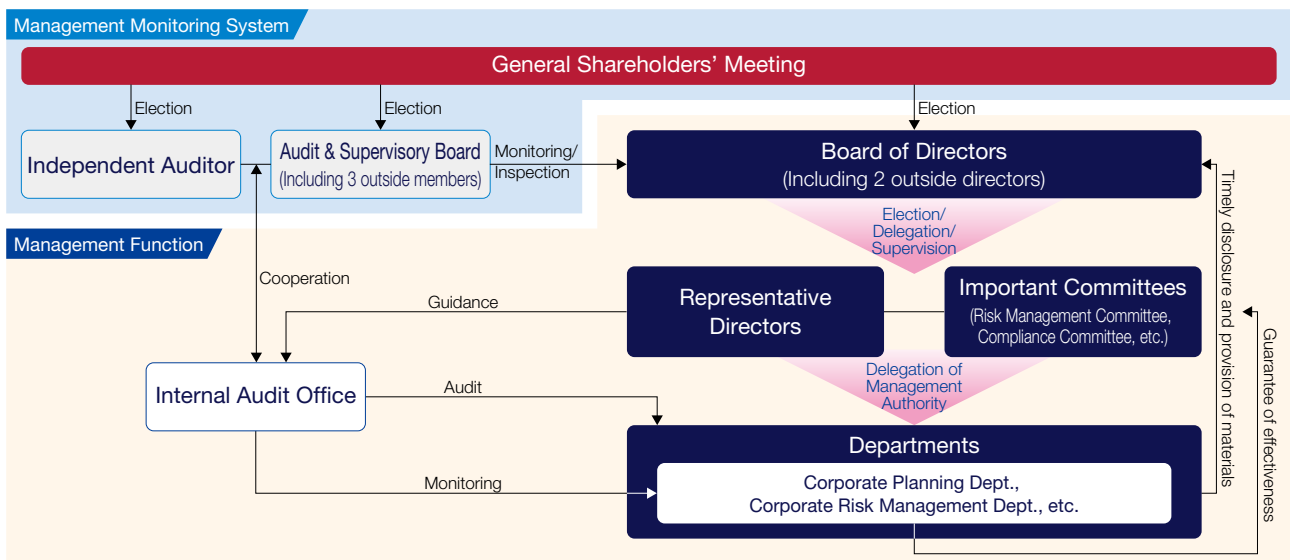 Management Monitoring System
General Shareholders’ Meeting
Election
Election
Election
Independent Auditor
Audit & Supervisory Board
(Including 3 outside members)
Monitoring/
Inspection
Board of Directors
(Including 2 outside directors)
Election/
Delegation/
Supervision
Management Function
Cooperation
Guidance
Representative
Directors
Important Committees
(Risk Management Committee,
Compliance Committee, etc.)
Delegation of
Management
Authority
Internal Audit Office
Audit
Monitoring
Departments
Corporate Planning Dept.,
Corporate Risk Management Dept., etc.
Timely disclosure and provision of materials
Guarantee of effectiveness